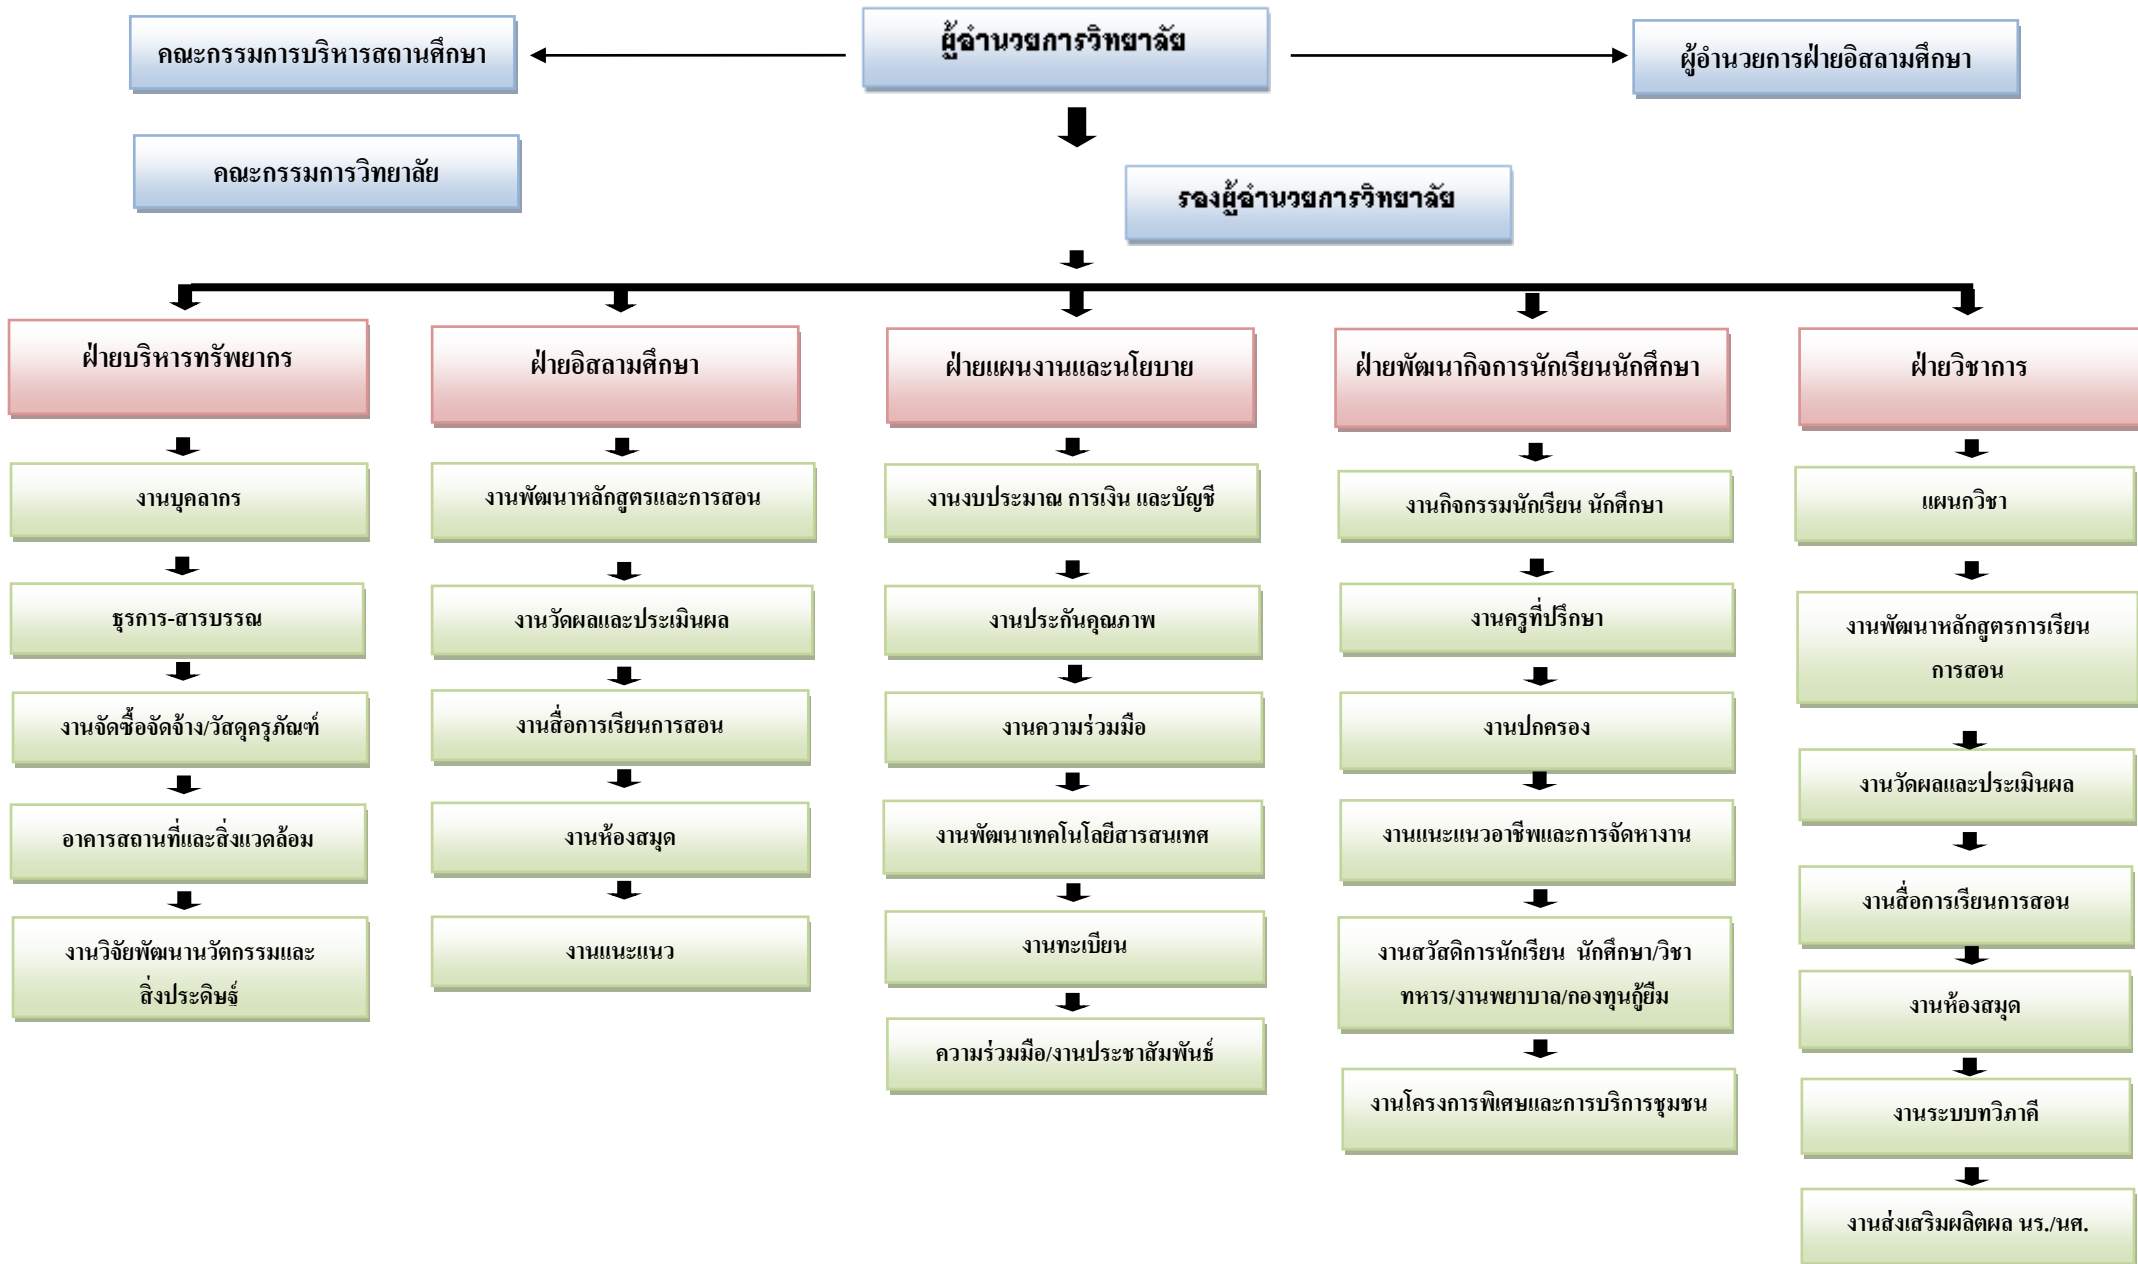 ผู้อำนวยการวิทยาลัย
คณะกรรมการบริหารสถานศึกษา
ผู้อำนวยการฝ่ายอิสลามศึกษา
คณะกรรมการวิทยาลัย
รองผู้อำนวยการวิทยาลัย
ฝ่ายบริหารทรัพยากร
งานบุคลากร
ธุรการ-สารบรรณ
งานจัดซื้อจัดจ้าง/วัสดุครุภัณฑ์
อาคารสถานที่และสิ่งแวดล้อม
งานวิจัยพัฒนานวัตกรรมและ
สิ่งประดิษฐ์
ฝ่ายอิสลามศึกษา
งานพัฒนาหลักสูตรและการสอน
งานวัดผลและประเมินผล
งานสื่อการเรียนการสอน
งานห้องสมุด
งานแนะแนว
ฝ่ายแผนงานและนโยบาย
งานงบประมาณ การเงิน และบัญชี
งานประกันคุณภาพ
งานความร่วมมือ
งานพัฒนาเทคโนโลยีสารสนเทศ
งานทะเบียน
ความร่วมมือ/งานประชาสัมพันธ์
ฝ่ายพัฒนากิจการนักเรียนนักศึกษา
งานกิจกรรมนักเรียน นักศึกษา
งานครูที่ปรึกษา
งานปกครอง
งานแนะแนวอาชีพและการจัดหางาน
งานสวัสดิการนักเรียน นักศึกษา/วิชา
ทหาร/งานพยาบาล/กองทุนกู้ยืม
งานโครงการพิเศษและการบริการชุมชน
ฝ่ายวิชาการ
แผนกวิชา
งานพัฒนาหลักสูตรการเรียน
การสอน
งานวัดผลและประเมินผล
งานสื่อการเรียนการสอน
งานห้องสมุด
งานระบบทวิภาคี
งานส่งเสริมผลิตผล นร./นศ.